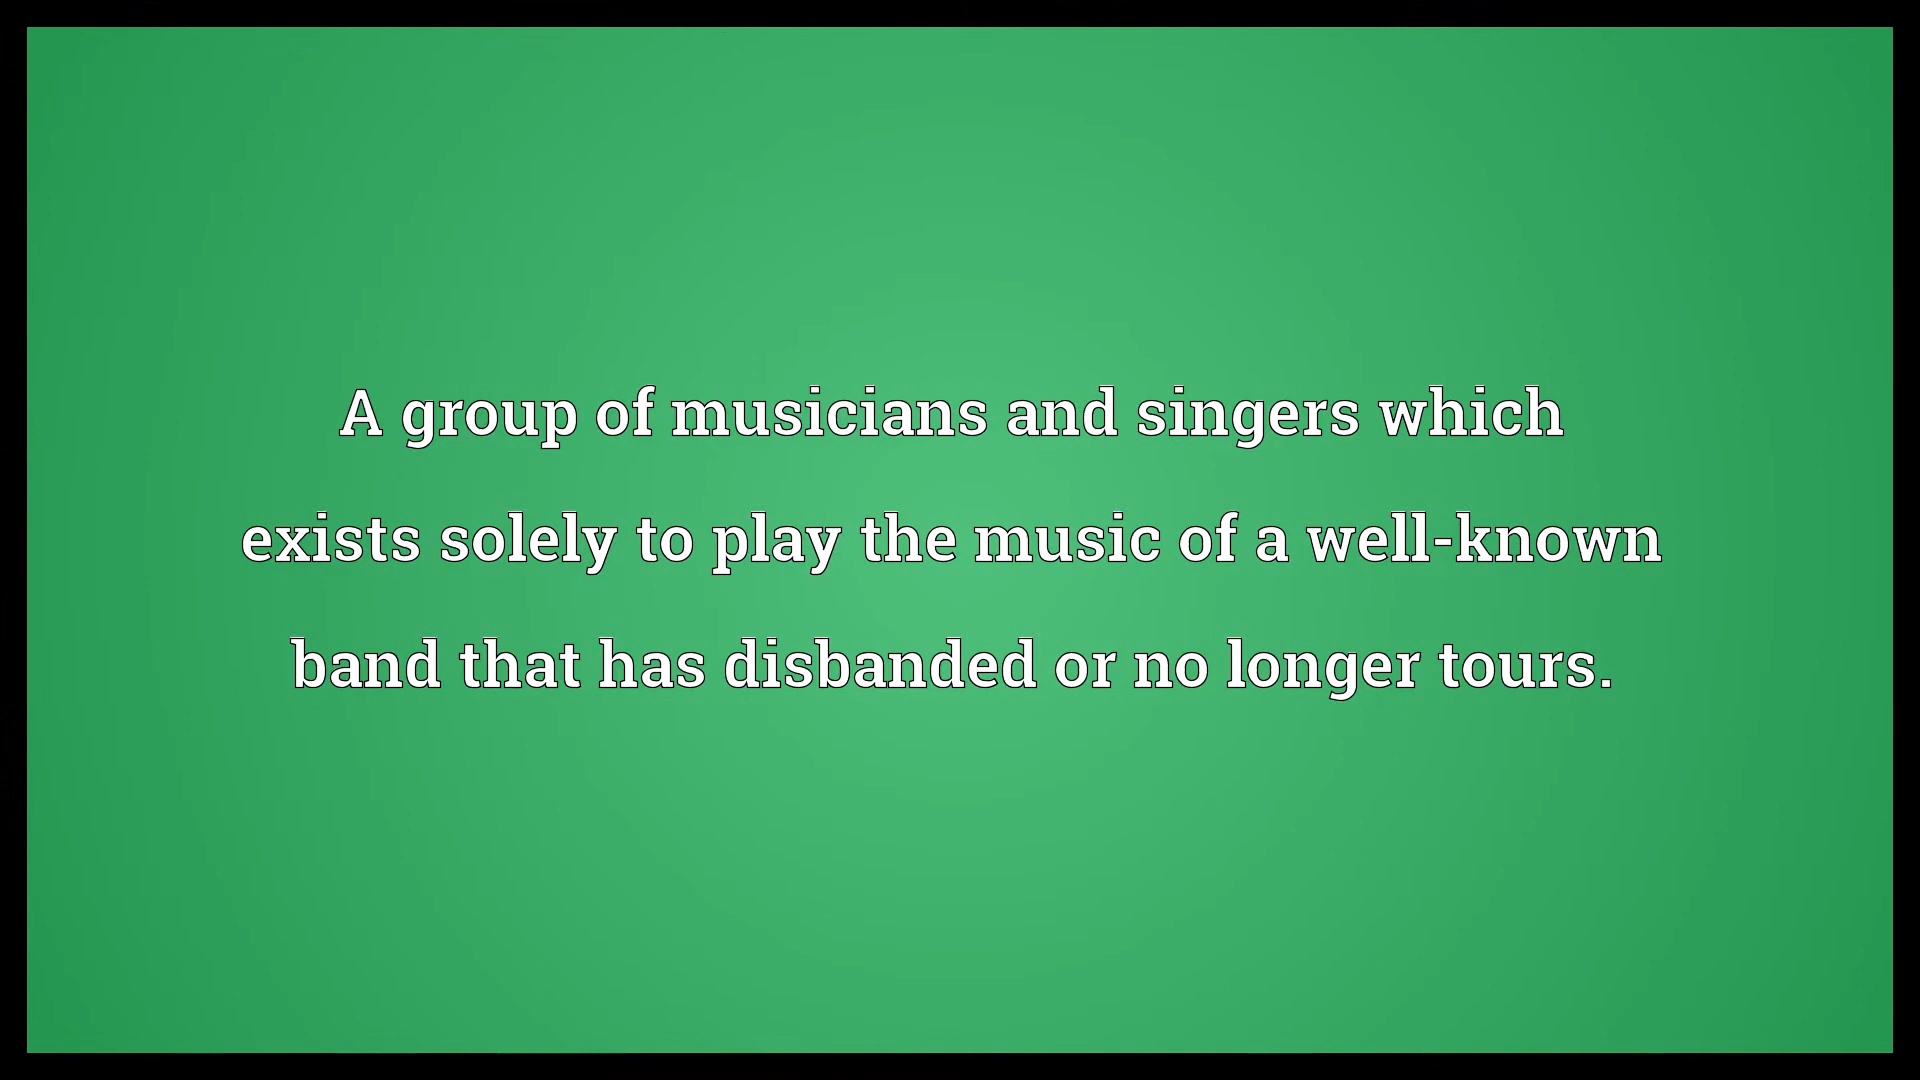 A group of musicians and singers which
exists solely to play the music of a well-known
band that has disbanded or no longer tours.